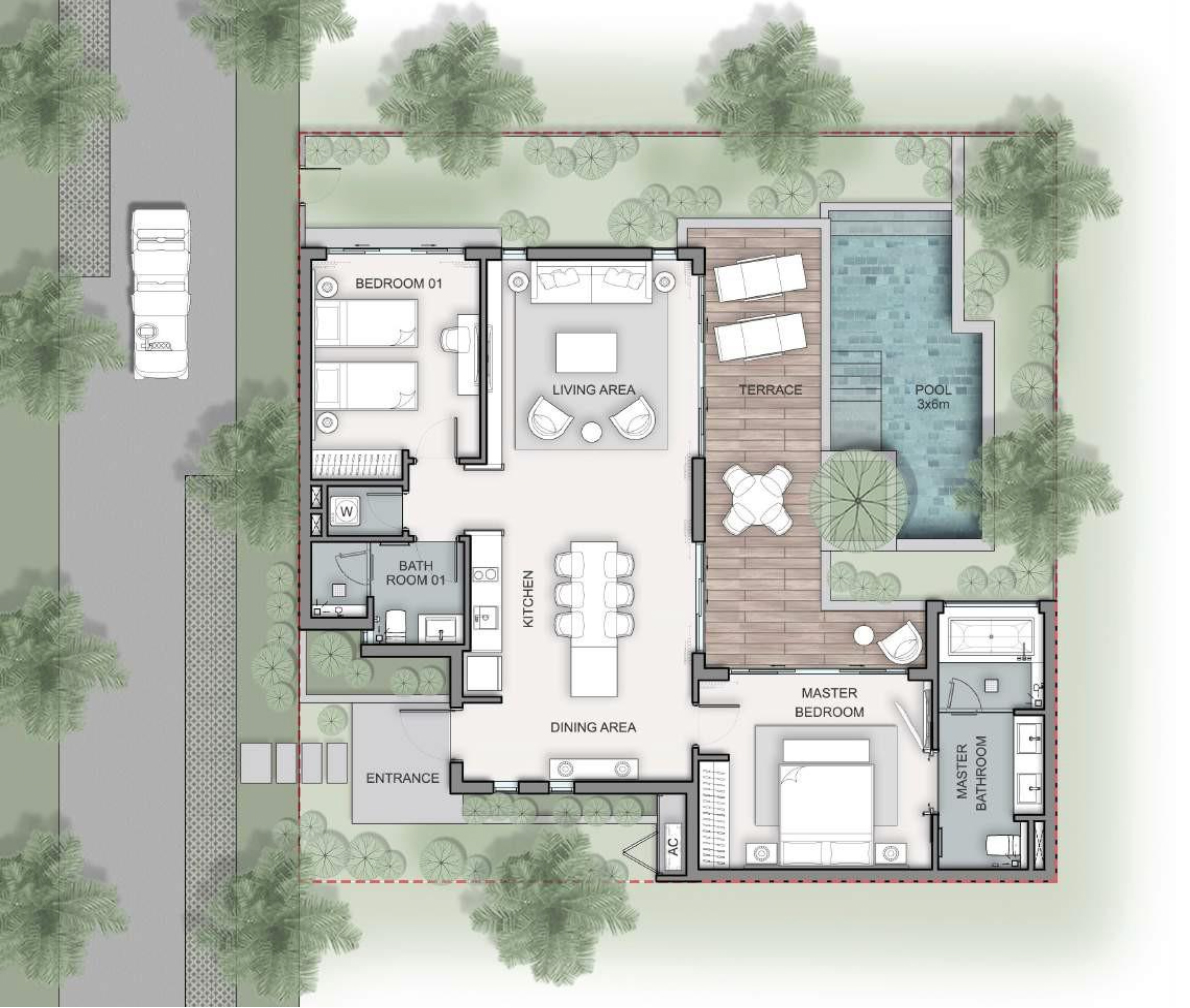 BEDROOM 01
LIVING AREA
TERRACE
POOL
3x6m
W
BATH
ROOM 01
KITCHEN
MASTER
BEDROOM
DINING AREA
MASTER
BATHROOM
ENTRANCE
AC